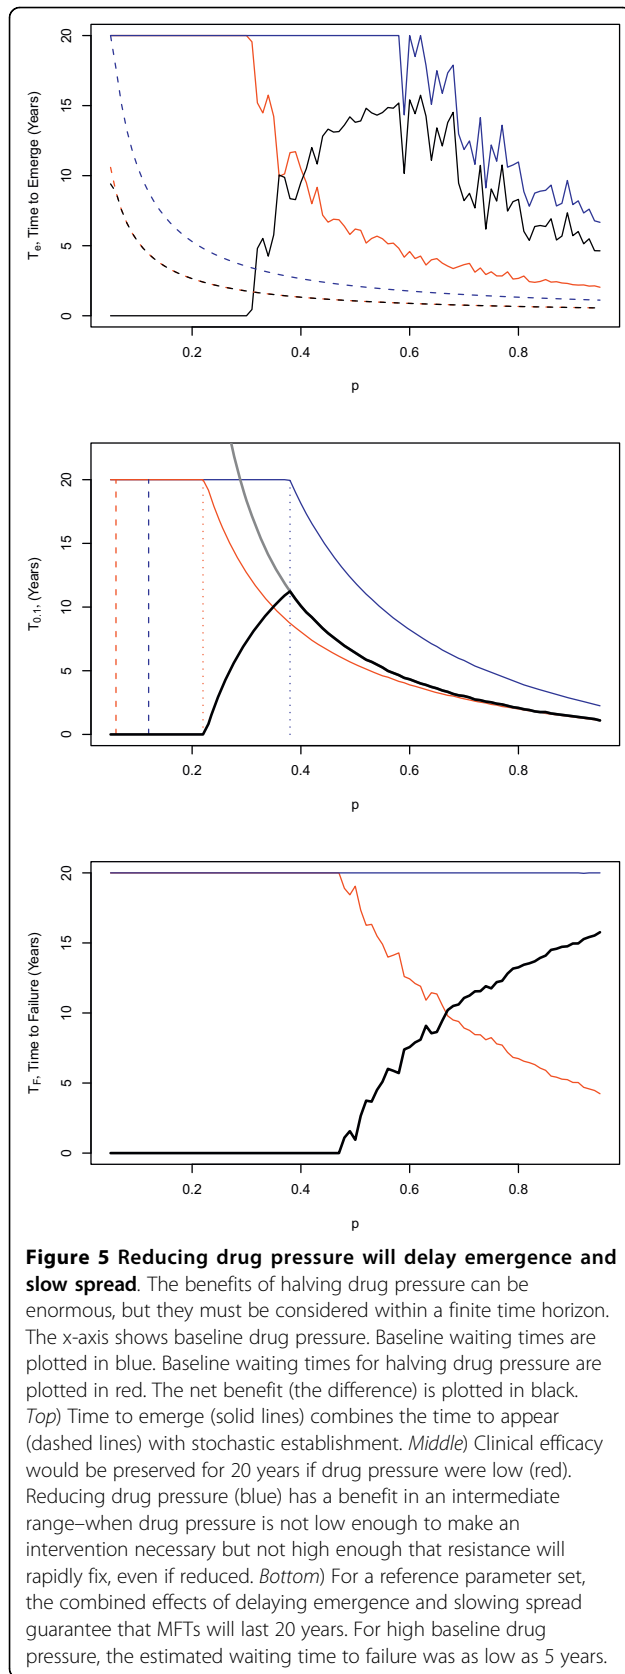 20
15
10
5
0
Te, Time to Emerge (Years)
0.2 0.4 0.6 0.8
p
20
15
10
5
0
T0.1, (Years)
0.2 0.4 0.6 0.8
p
20
15
10
5
0
TF, Time to Failure (Years)
0.2 0.4 0.6 0.8
p
Figure 5 Reducing drug pressure will delay emergence and
slow spread. The benefits of halving drug pressure can be
enormous, but they must be considered within a finite time horizon.
The x-axis shows baseline drug pressure. Baseline waiting times are
plotted in blue. Baseline waiting times for halving drug pressure are
plotted in red. The net benefit (the difference) is plotted in black.
Top) Time to emerge (solid lines) combines the time to appear
(dashed lines) with stochastic establishment. Middle) Clinical efficacy
would be preserved for 20 years if drug pressure were low (red).
Reducing drug pressure (blue) has a benefit in an intermediate
range–when drug pressure is not low enough to make an
intervention necessary but not high enough that resistance will
rapidly fix, even if reduced. Bottom) For a reference parameter set,
the combined effects of delaying emergence and slowing spread
guarantee that MFTs will last 20 years. For high baseline drug
pressure, the estimated waiting time to failure was as low as 5 years.